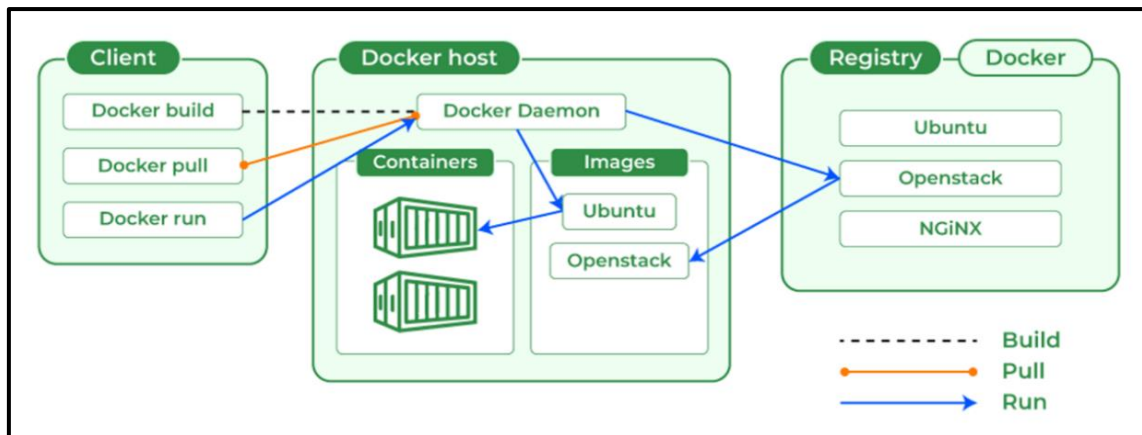 Client
Docker build
Docker pull
Docker run
Docker host
Docker Daemon
Containers
Images
Ubuntu
Openstack
Registry
Docker
Ubuntu
Openstack
NGiNX
Build
Pull
Run